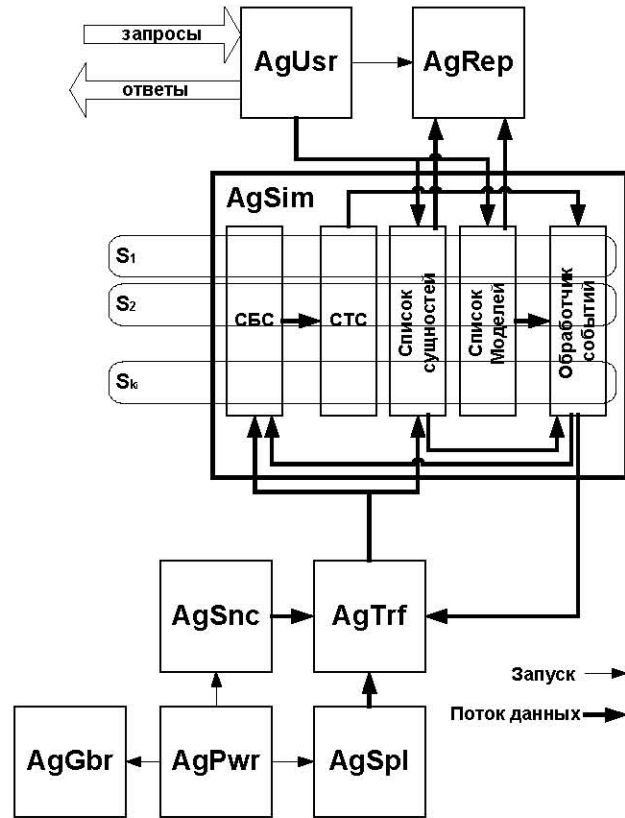 запросы
ответы
AgUsr
AgRep
AgSim
S1
S2
Ski
СБС
СТС
Список
сущностей
Список
Моделей
Обработчик
событий
AgSnc
AgTrf
Запуск
Поток данных
AgGbr
AgPwr
AgSpl